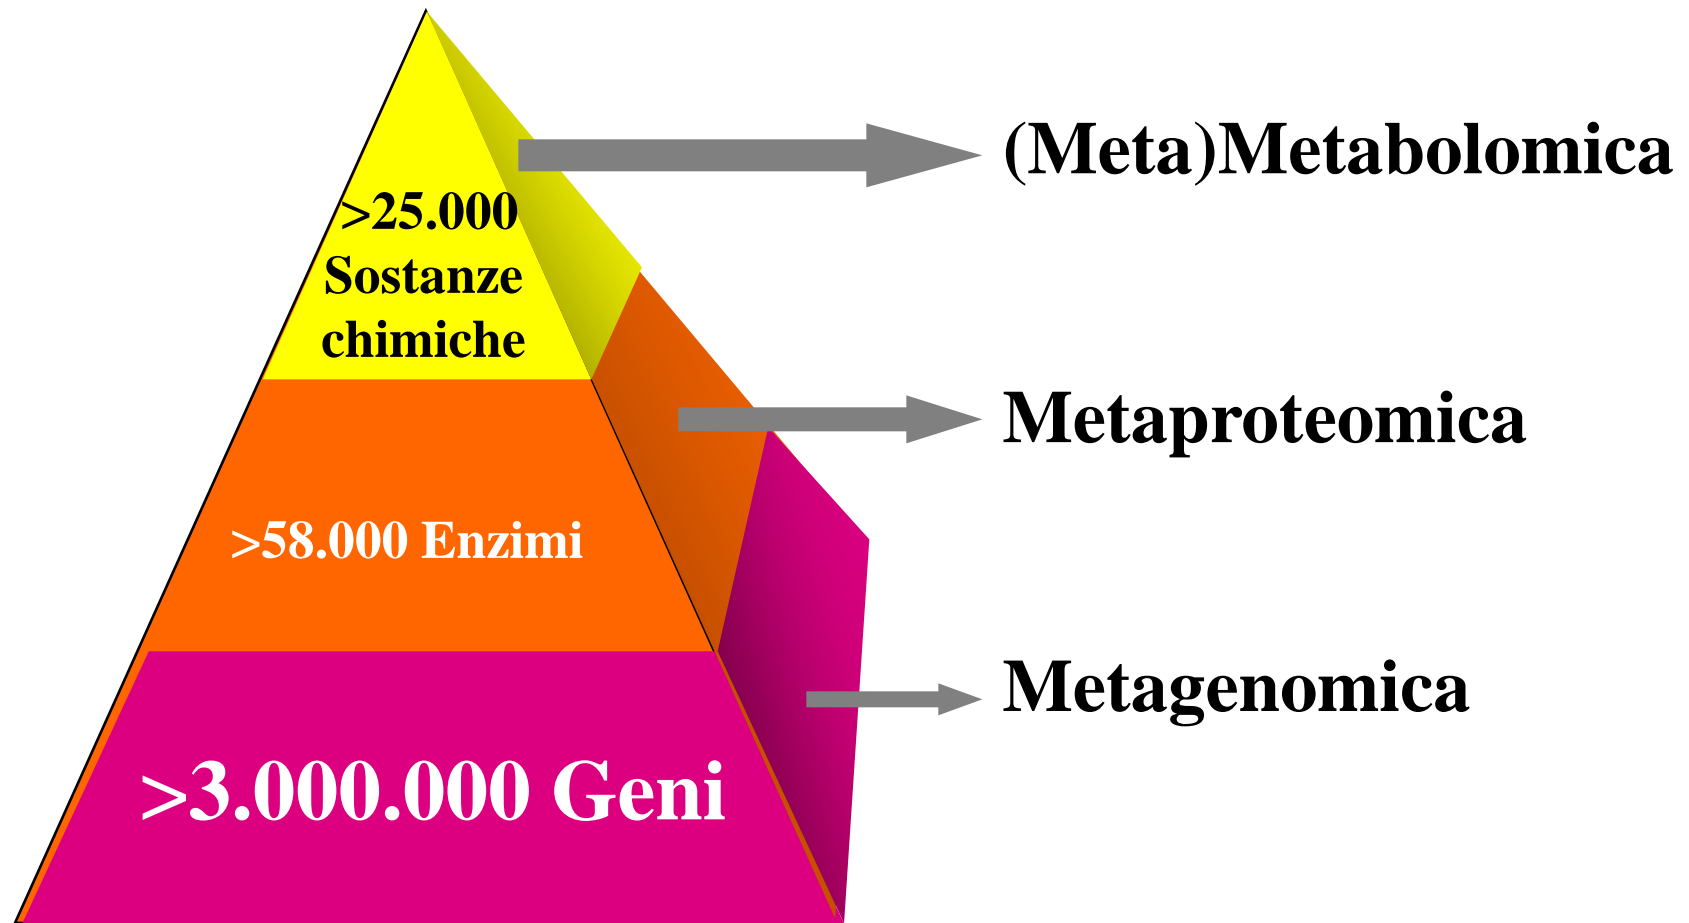 (Meta)Metabolomica
>25.000
Sostanze
chimiche
Metaproteomica
>58.000 Enzimi
Metagenomica
>3.000.000 Geni